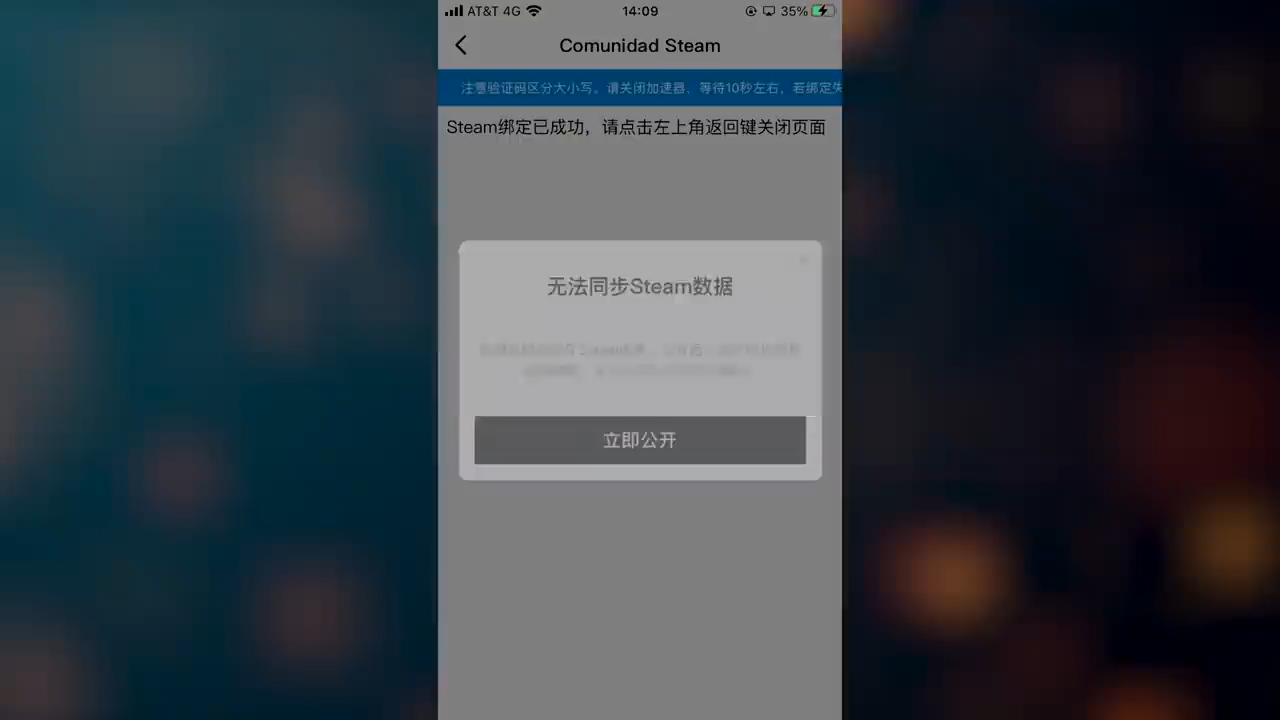 AT&T 4G 14:09 35%
Comunidad Steam
注意验证码区分大小写。请关闭加速器、等待10秒左右，若绑定失
Steam绑定已成功，请点击左上角返回键关闭页面
无法同步Steam数据
立即公开